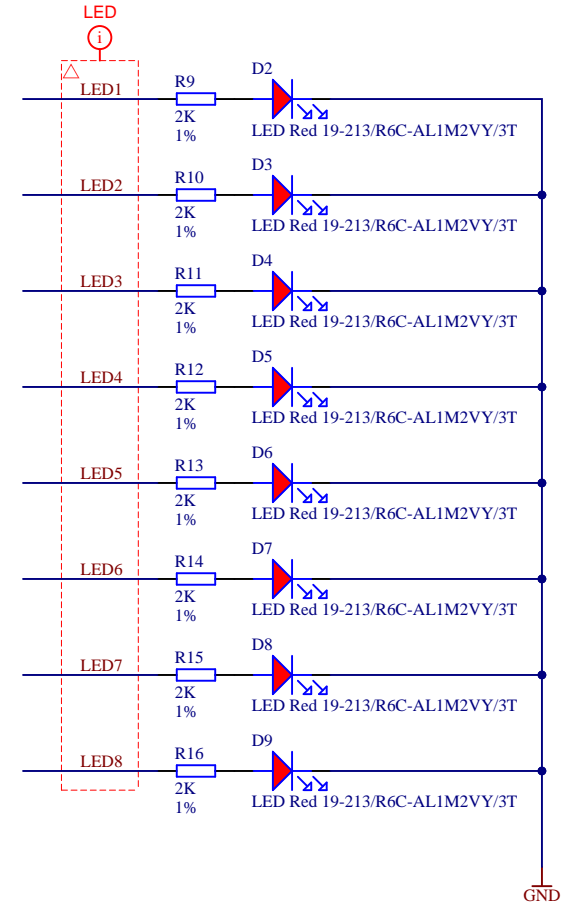 LED
i
LED1
R9
2K
1%
D2
LED Red 19-213/R6C-AL1M2VY/3T
LED2
R10
2K
1%
D3
LED Red 19-213/R6C-AL1M2VY/3T
LED3
R11
2K
1%
D4
LED Red 19-213/R6C-AL1M2VY/3T
LED4
R12
2K
1%
D5
LED Red 19-213/R6C-AL1M2VY/3T
LED5
R13
2K
1%
D6
LED Red 19-213/R6C-AL1M2VY/3T
LED6
R14
2K
1%
D7
LED Red 19-213/R6C-AL1M2VY/3T
LED7
R15
2K
1%
D8
LED Red 19-213/R6C-AL1M2VY/3T
LED8
R16
2K
1%
D9
LED Red 19-213/R6C-AL1M2VY/3T
GND